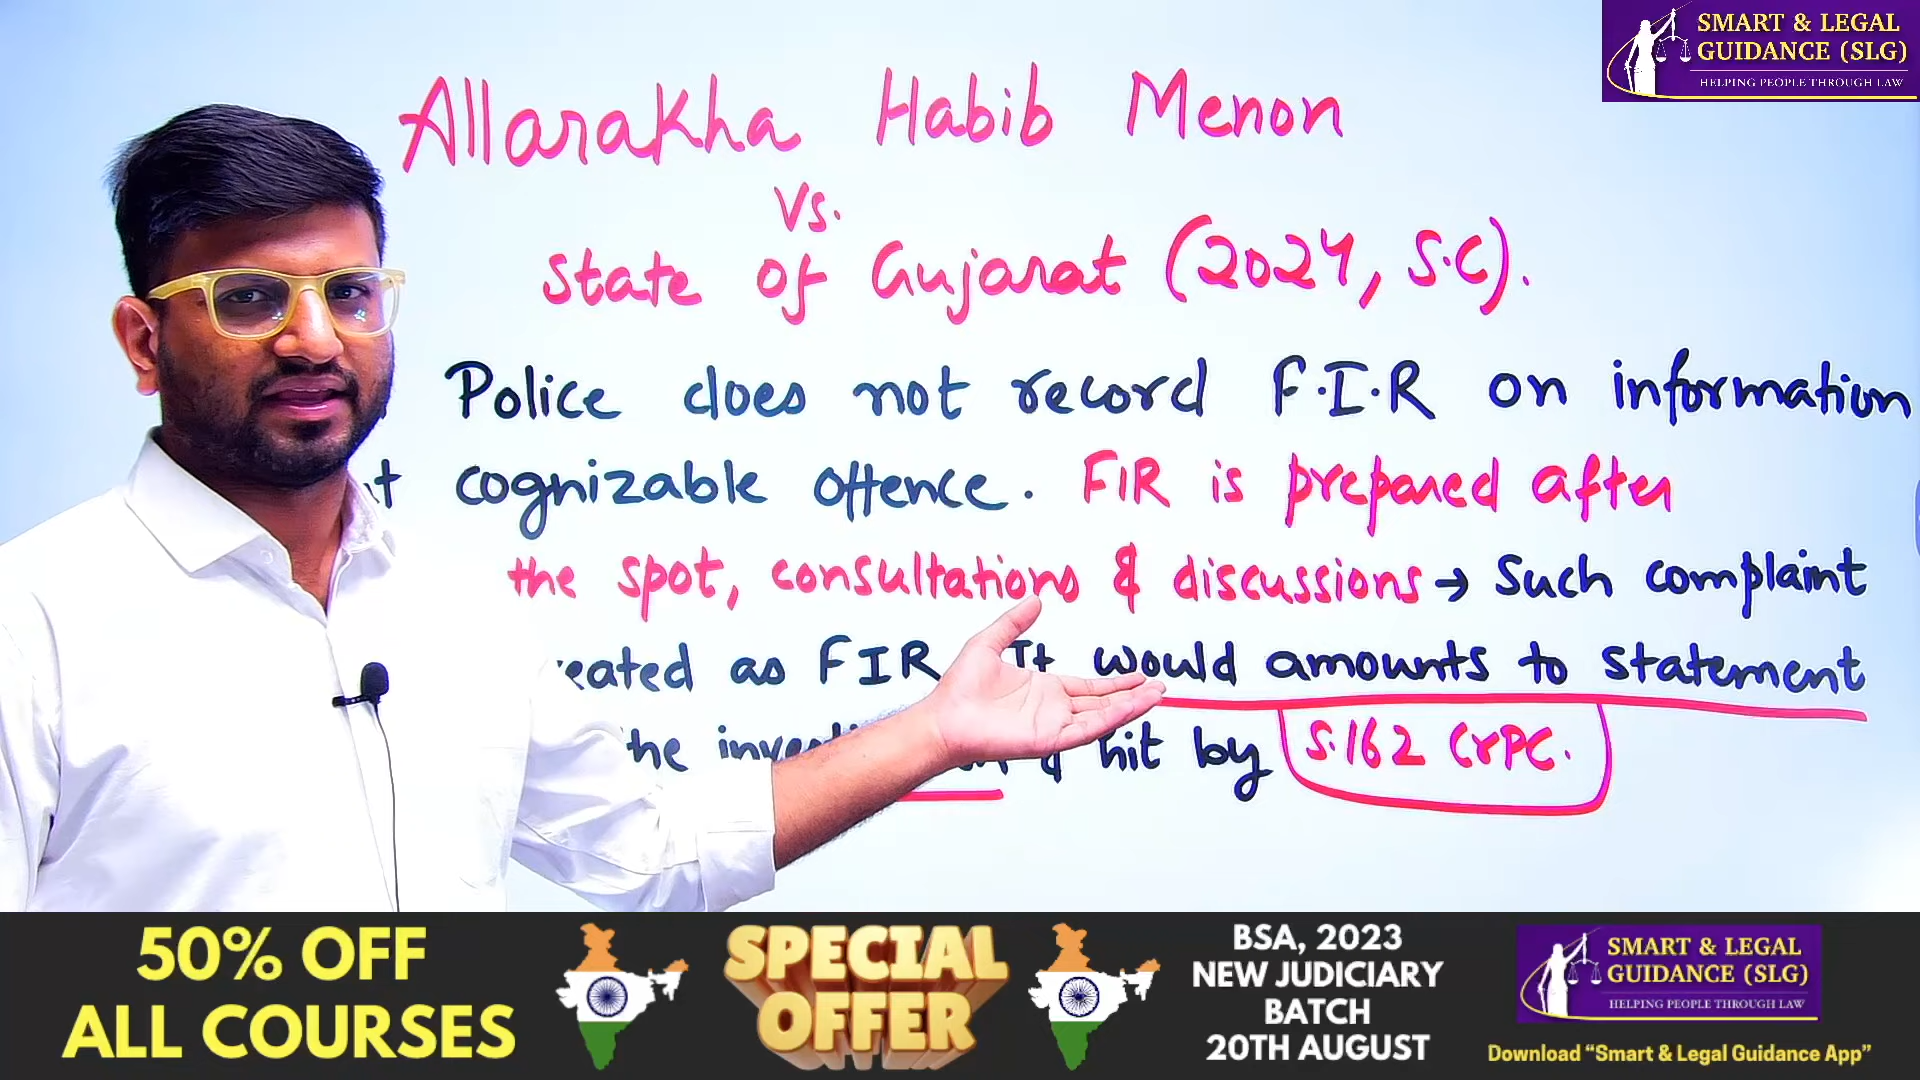 SMART & LEGAL
GUIDANCE (SLG)
HELPING PEOPLE THROUGH LAW
Allarakha Habib Menon
Vs.
State of Gujarat (2024, S.C).
Police does not record F.I.R on information
cognizable offence. FIR is prepared after
the spot, consultations & discussions → Such complaint
as FIR It would amounts to statement
hit by S.162 CrPC.
50% OFF
ALL COURSES
SPECIAL
OFFER
BSA, 2023
NEW JUDICIARY
BATCH
20TH AUGUST
SMART & LEGAL
GUIDANCE (SLG)
HELPING PEOPLE THROUGH LAW
Download “Smart & Legal Guidance App”